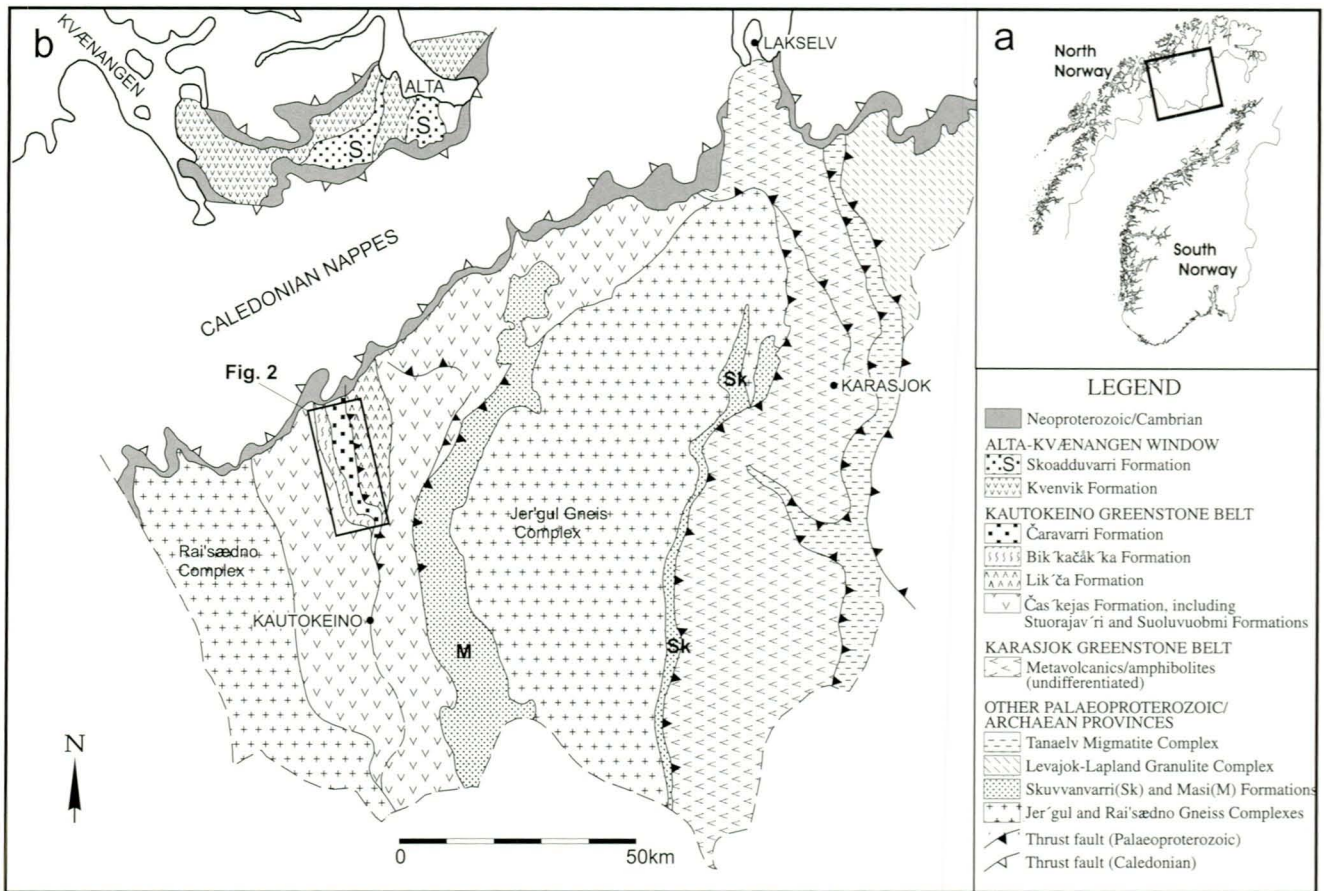 b
KVÆNANGEN
ALTA
S
S
LAKSELV
CALEDONIAN NAPPES
Fig. 2
Sk
KARASJOK
Jer'gul Gneis
Complex
Rai'sædno
Complex
KAUTOKEINO
M
Sk
N
0 50km
a
North
Norway
South
Norway
LEGEND
Neoproterozoic/Cambrian
ALTA-KVÆNANGEN WINDOW
S Skoadduvarri Formation
Kvenvik Formation
KAUTOKEINO GREENSTONE BELT
Čaravarri Formation
Bik´kačåk´ka Formation
Lik´ča Formation
Čas´kejas Formation, including
Stuorajav´ri and Suoluvuobmi Formations
KARASJOK GREENSTONE BELT
Metavolcanics/amphibolites
(undifferentiated)
OTHER PALAEOPROTEROZOIC/
ARCHAEAN PROVINCES
Tanaelv Migmatite Complex
Levajok-Lapland Granulite Complex
Skuvvanvarri(Sk) and Masi(M) Formations
Jer´gul and Rai'sædno Gneiss Complexes
Thrust fault (Palaeoproterozoic)
Thrust fault (Caledonian)